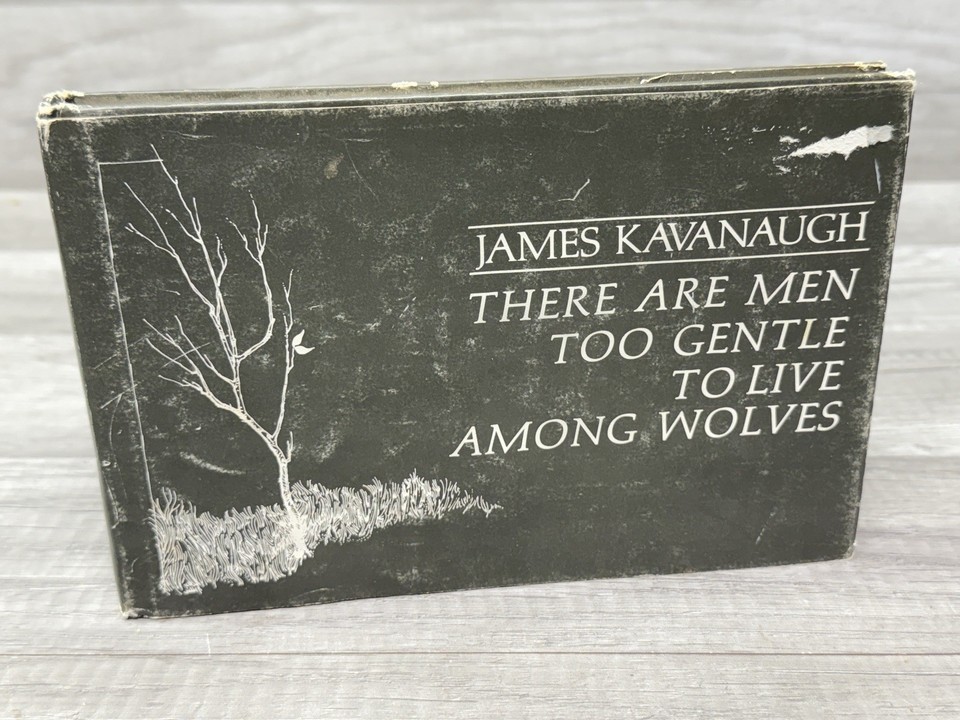 JAMES KAVANAUGH
THERE ARE MEN
TOO GENTLE
TO LIVE
AMONG WOLVES